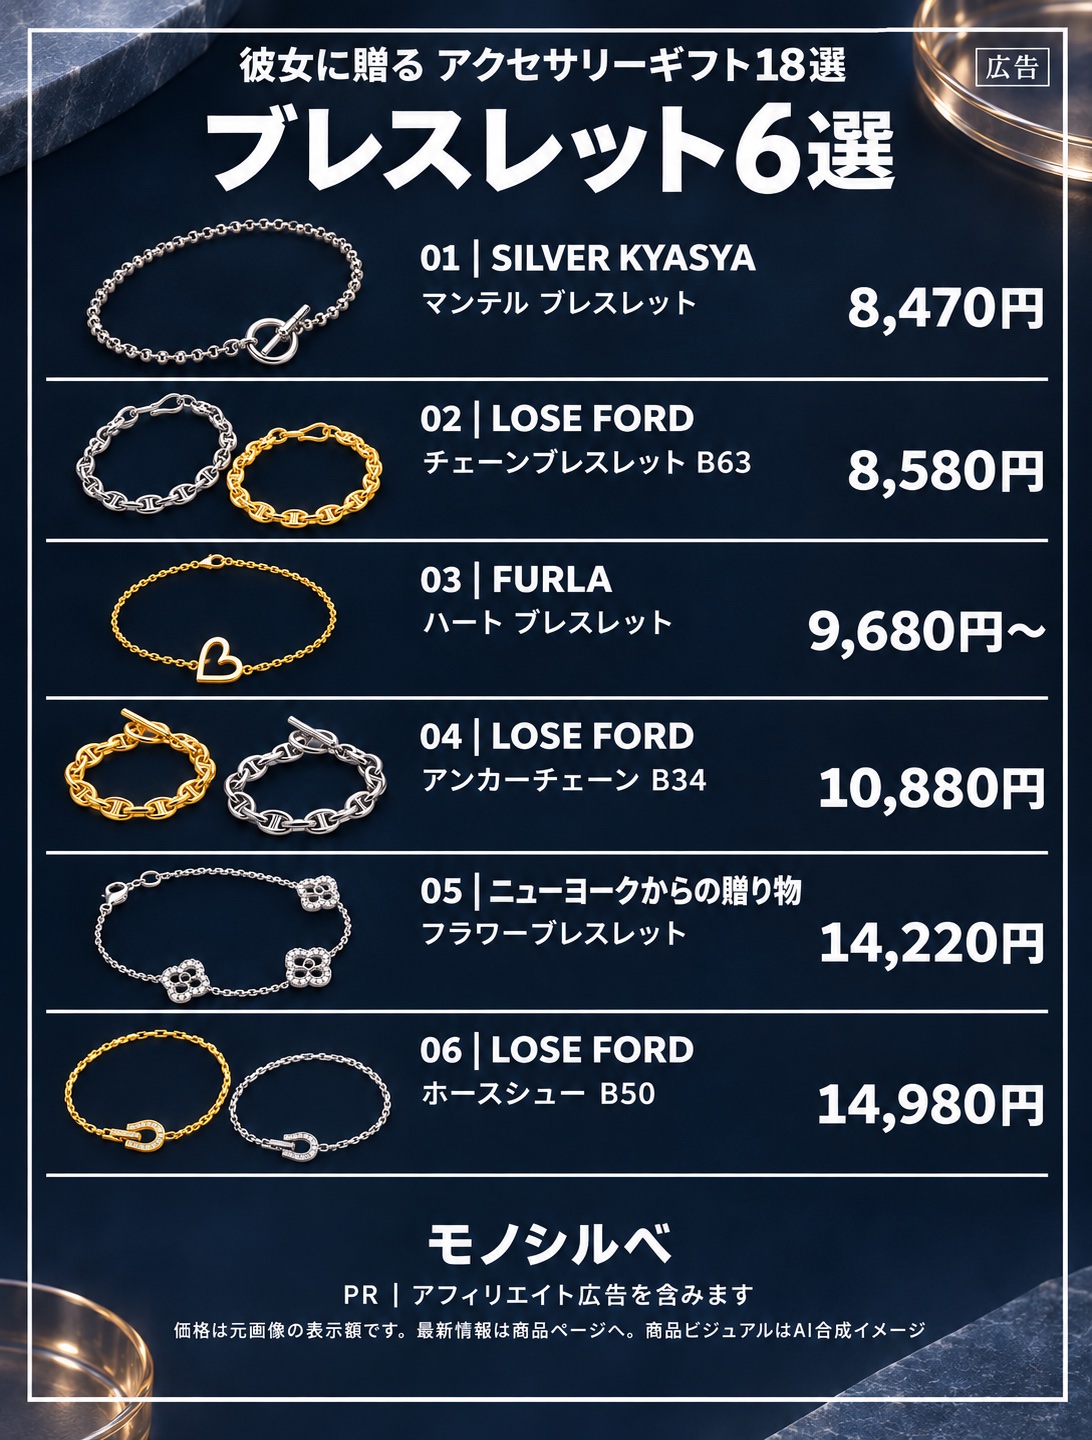 彼女に贈る アクセサリーギフト18選
広告
ブレスレット6選
01 | SILVER KYASYA
マンテル ブレスレット
8,470円
02 | LOSE FORD
チェーンブレスレット B63
8,580円
03 | FURLA
ハート ブレスレット
9,680円〜
04 | LOSE FORD
アンカーチェーン B34
10,880円
05 | ニューヨークからの贈り物
フラワーブレスレット
14,220円
06 | LOSE FORD
ホースシュー B50
14,980円
モノシルベ
PR | アフィリエイト広告を含みます
価格は元画像の表示額です。最新情報は商品ページへ。商品ビジュアルはAI合成イメージ